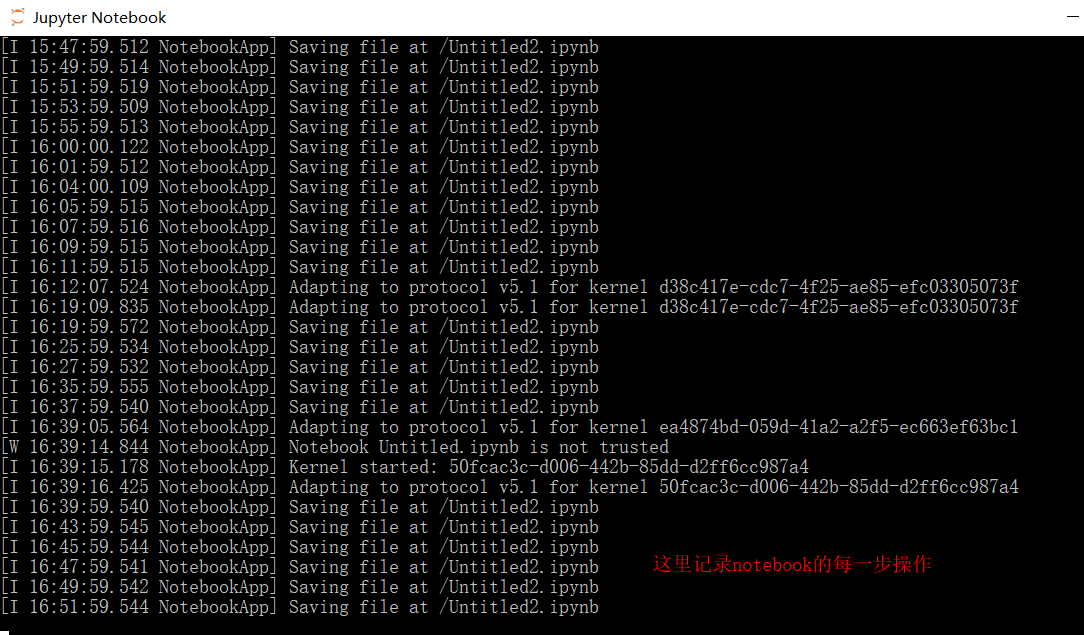 Jupyter Notebook
[I 15:47:59.512 NotebookApp] Saving file at /Untitled2.ipynb
[I 15:49:59.514 NotebookApp] Saving file at /Untitled2.ipynb
[I 15:51:59.519 NotebookApp] Saving file at /Untitled2.ipynb
[I 15:53:59.509 NotebookApp] Saving file at /Untitled2.ipynb
[I 15:55:59.513 NotebookApp] Saving file at /Untitled2.ipynb
[I 16:00:00.122 NotebookApp] Saving file at /Untitled2.ipynb
[I 16:01:59.512 NotebookApp] Saving file at /Untitled2.ipynb
[I 16:04:00.109 NotebookApp] Saving file at /Untitled2.ipynb
[I 16:05:59.515 NotebookApp] Saving file at /Untitled2.ipynb
[I 16:07:59.516 NotebookApp] Saving file at /Untitled2.ipynb
[I 16:09:59.515 NotebookApp] Saving file at /Untitled2.ipynb
[I 16:11:59.515 NotebookApp] Saving file at /Untitled2.ipynb
[I 16:12:07.524 NotebookApp] Adapting to protocol v5.1 for kernel d38c417e-cdc7-4f25-ae85-efc03305073f
[I 16:19:09.835 NotebookApp] Adapting to protocol v5.1 for kernel d38c417e-cdc7-4f25-ae85-efc03305073f
[I 16:19:59.572 NotebookApp] Saving file at /Untitled2.ipynb
[I 16:25:59.534 NotebookApp] Saving file at /Untitled2.ipynb
[I 16:27:59.532 NotebookApp] Saving file at /Untitled2.ipynb
[I 16:35:59.555 NotebookApp] Saving file at /Untitled2.ipynb
[I 16:37:59.540 NotebookApp] Saving file at /Untitled2.ipynb
[I 16:39:05.564 NotebookApp] Adapting to protocol v5.1 for kernel ea4874bd-059d-41a2-a2f5-ec663ef63bc1
[W 16:39:14.844 NotebookApp] Notebook Untitled.ipynb is not trusted
[I 16:39:15.178 NotebookApp] Kernel started: 50fcac3c-d006-442b-85dd-d2ff6cc987a4
[I 16:39:16.425 NotebookApp] Adapting to protocol v5.1 for kernel 50fcac3c-d006-442b-85dd-d2ff6cc987a4
[I 16:39:59.540 NotebookApp] Saving file at /Untitled2.ipynb
[I 16:43:59.545 NotebookApp] Saving file at /Untitled2.ipynb
[I 16:45:59.544 NotebookApp] Saving file at /Untitled2.ipynb
[I 16:47:59.541 NotebookApp] Saving file at /Untitled2.ipynb
这里记录notebook的每一步操作
[I 16:49:59.542 NotebookApp] Saving file at /Untitled2.ipynb
[I 16:51:59.544 NotebookApp] Saving file at /Untitled2.ipynb